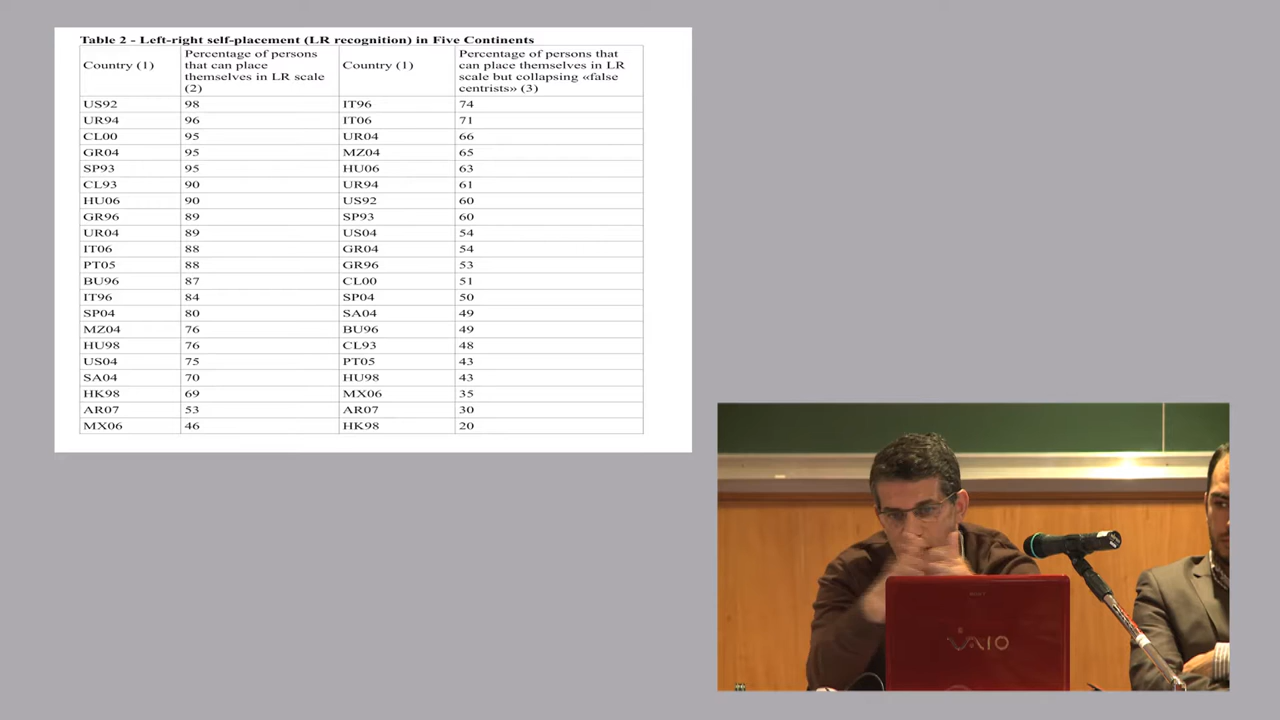 Table 2 - Left-right self-placement (LR recognition) in Five Continents
Country (1) Percentage of persons that can place themselves in LR scale (2) Country (1) Percentage of persons that can place themselves in LR scale but collapsing «false centrists» (3)
US92 98 IT96 74
UR94 96 IT06 71
CL00 95 UR04 66
GR04 95 MZ04 65
SP93 95 HU06 63
CL93 90 UR94 61
HU06 90 US92 60
GR96 89 SP93 60
UR04 89 US04 54
IT06 88 GR04 54
PT05 88 GR96 53
BU96 87 CL00 51
IT96 84 SP04 50
SP04 80 SA04 49
MZ04 76 BU96 49
HU98 76 CL93 48
US04 75 PT05 43
SA04 70 HU98 43
HK98 69 MX06 35
AR07 53 AR07 30
MX06 46 HK98 20
SONY
VAIO